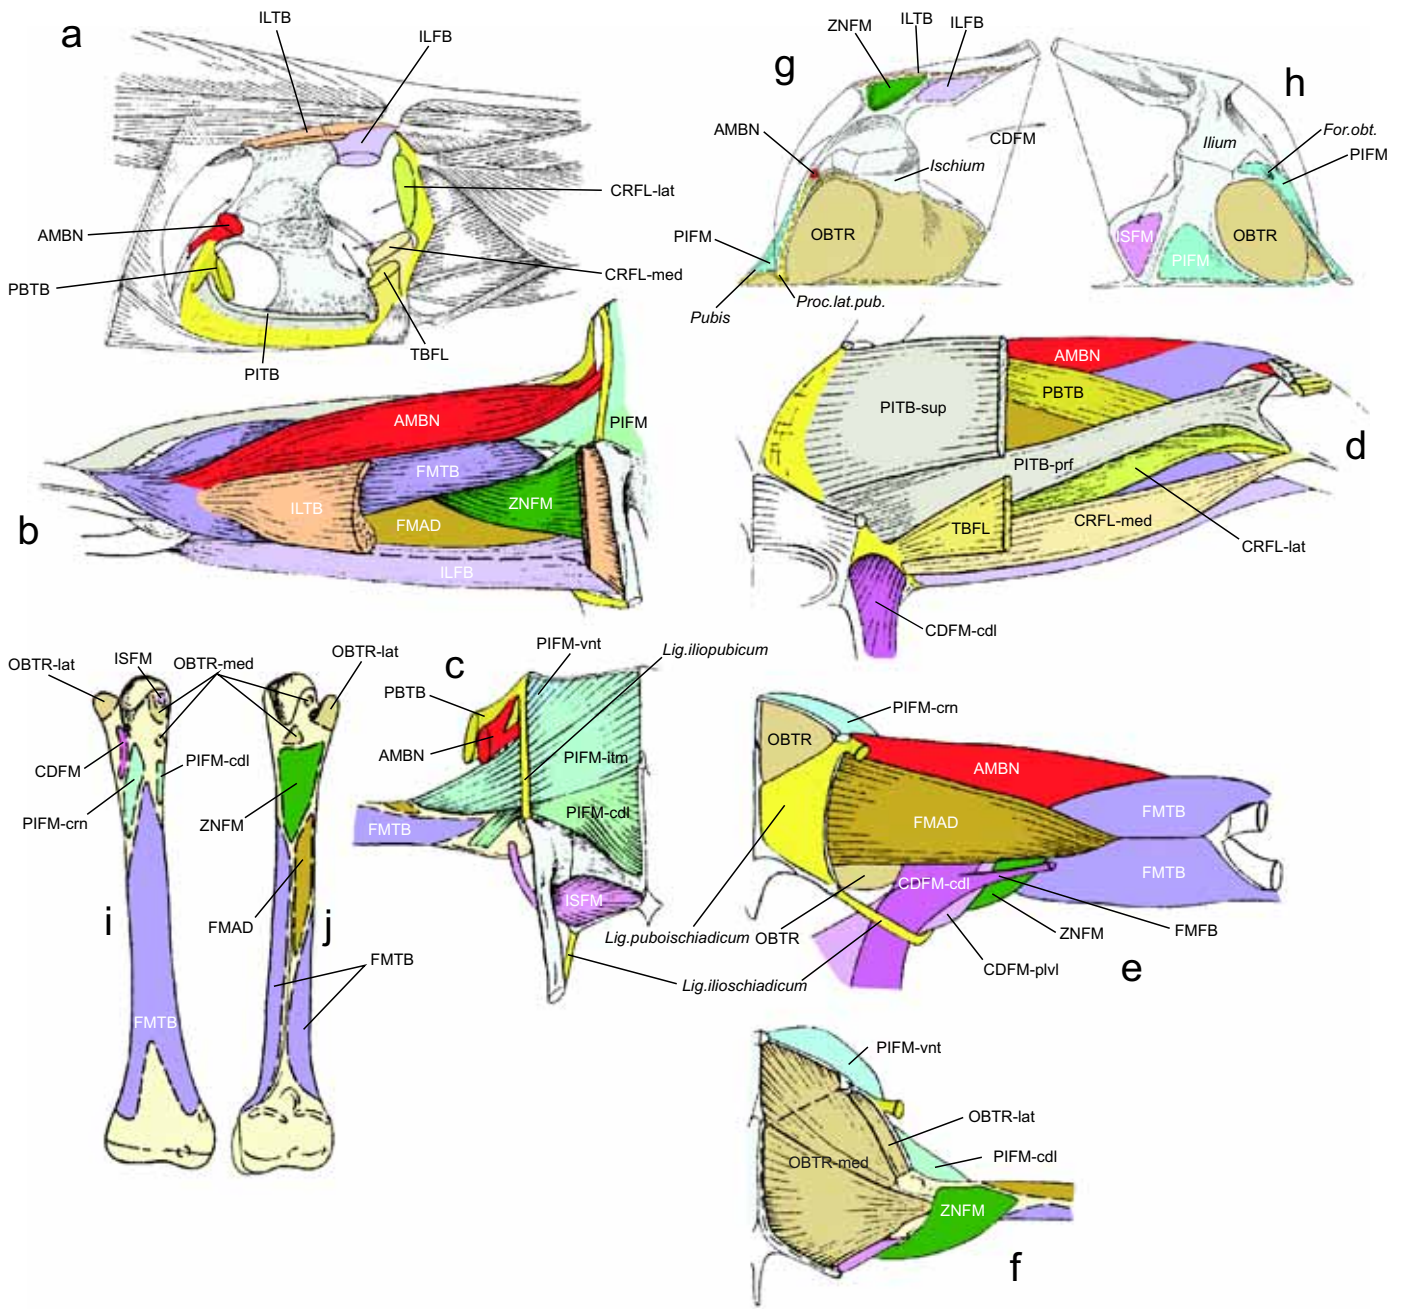 a
ILTB
ILFB
ILTB
ILFB
CRFL-lat
AMBN
CRFL-med
PBTB
TBFL
PITB
g
ZNFM
ILTB
ILFB
h
AMBN
CDFM
For.obt.
Ilium
PIFM
Ischium
PIFM
OBTR
ISFM
PIFM
OBTR
Pubis
Proc.lat.pub.
b
AMBN
PIFM
FMTB
ZNFM
ILTB
FMAD
ILFB
d
AMBN
PBTB
PITB-sup
PITB-prf
TBFL
CRFL-med
CRFL-lat
CDFM-cdl
c
PIFM-vnt
Lig.iliopubicum
PBTB
AMBN
PIFM-itm
PIFM-cdl
FMTB
ISFM
Lig.puboischiadicum
Lig.ilioschiadicum
OBTR-lat
ISFM
OBTR-med
OBTR-lat
CDFM
PIFM-cdl
PIFM-crn
ZNFM
i
FMAD
j
FMTB
FMTB
PIFM-crn
OBTR
AMBN
FMTB
FMAD
CDFM-cdl
FMTB
OBTR
ZNFM
FMFB
CDFM-plvl
e
PIFM-vnt
OBTR-lat
OBTR-med
PIFM-cdl
ZNFM
f